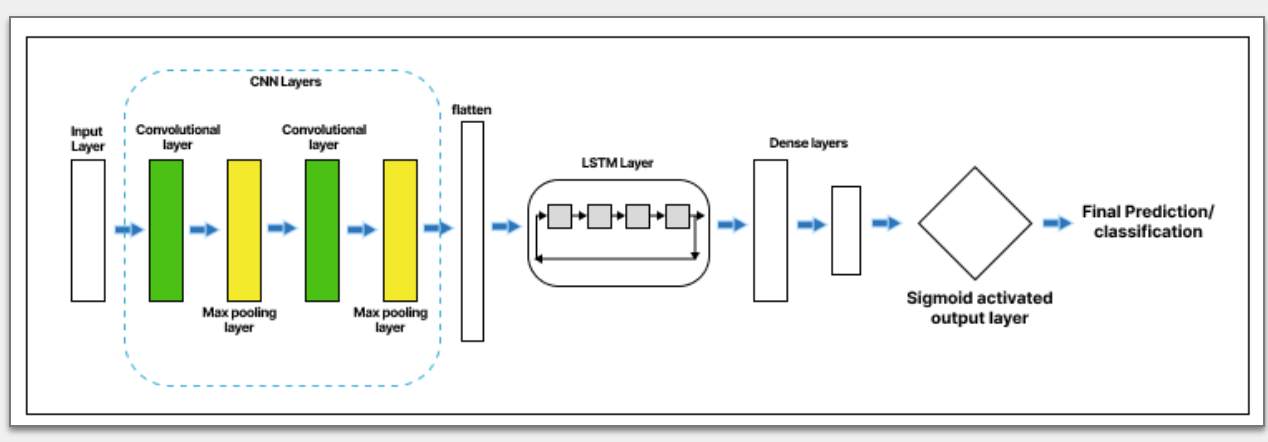 CNN Layers
Input
Layer
Convolutional
layer
Max pooling
layer
Convolutional
layer
Max pooling
layer
flatten
LSTM Layer
Dense layers
Sigmoid activated
output layer
Final Prediction/
classification